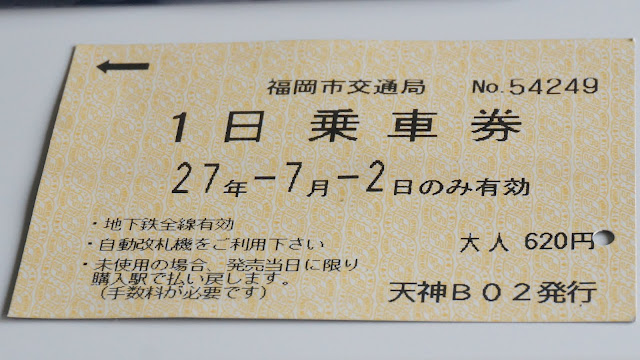 ←
福岡市交通局 No.54249
1日乗車券
27年-7月-2日のみ有効
・地下鉄全線有効
・自動改札機をご利用下さい
大人 620円
・未使用の場合、発売当日に限り
購入駅で払い戻します。
(手数料が必要です)
天神B02発行